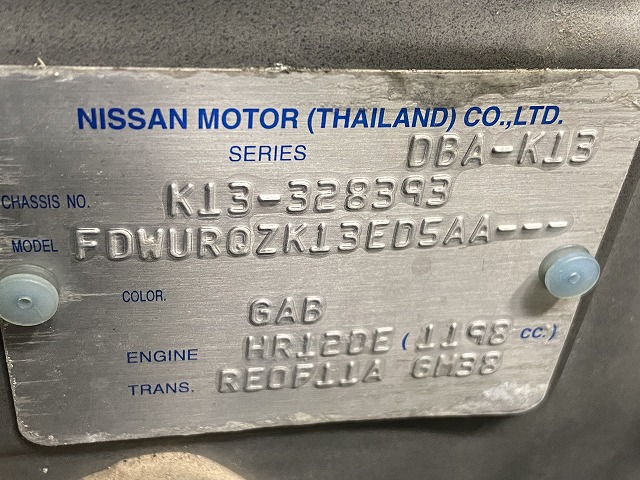 NISSAN MOTOR (THAILAND) CO.,LTD.
SERIES DBA-K13
CHASSIS NO. K13-328393
MODEL FDWURQZK13ED5AA---
COLOR. GAB
ENGINE HR12DE (1198 CC.)
TRANS. RE0F11A GM38